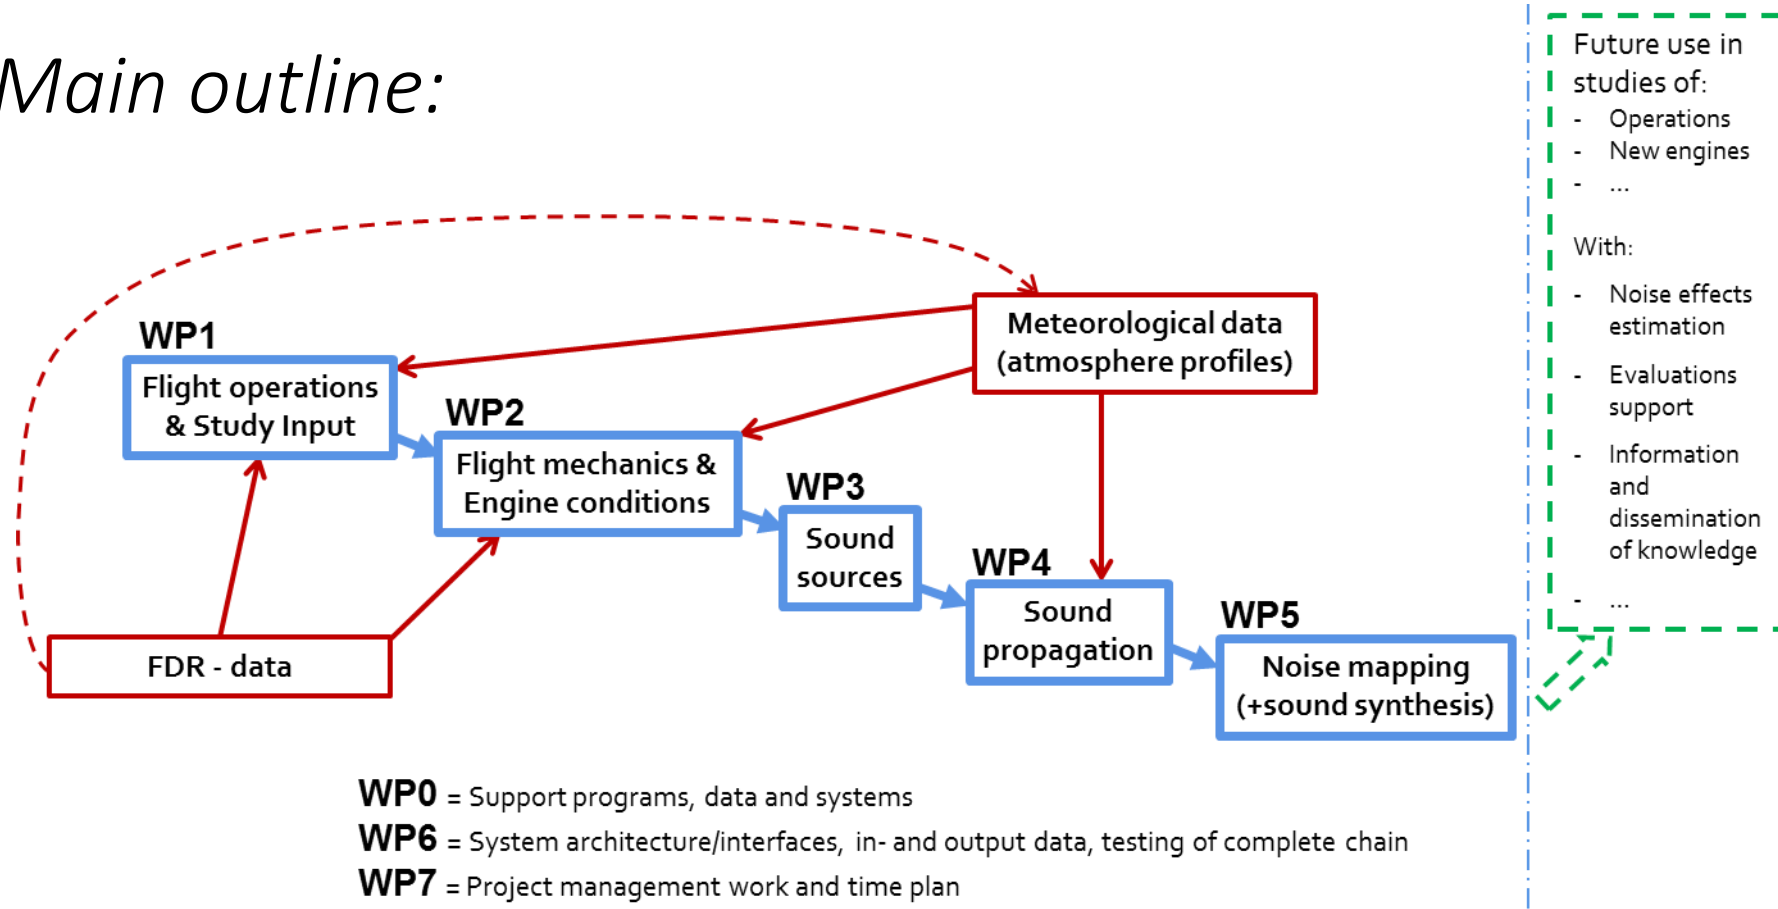 Main outline:
WP1
Flight operations
& Study Input
WP2
Flight mechanics &
Engine conditions
WP3
Sound
sources
WP4
Sound
propagation
WP5
Noise mapping
(+sound synthesis)
Meteorological data
(atmosphere profiles)
FDR - data
WP0 = Support programs, data and systems
WP6 = System architecture/interfaces, in- and output data, testing of complete chain
WP7 = Project management work and time plan
Future use in
studies of:
- Operations
- New engines
- ...
With:
- Noise effects
estimation
- Evaluations
support
- Information
and
dissemination
of knowledge
- ...